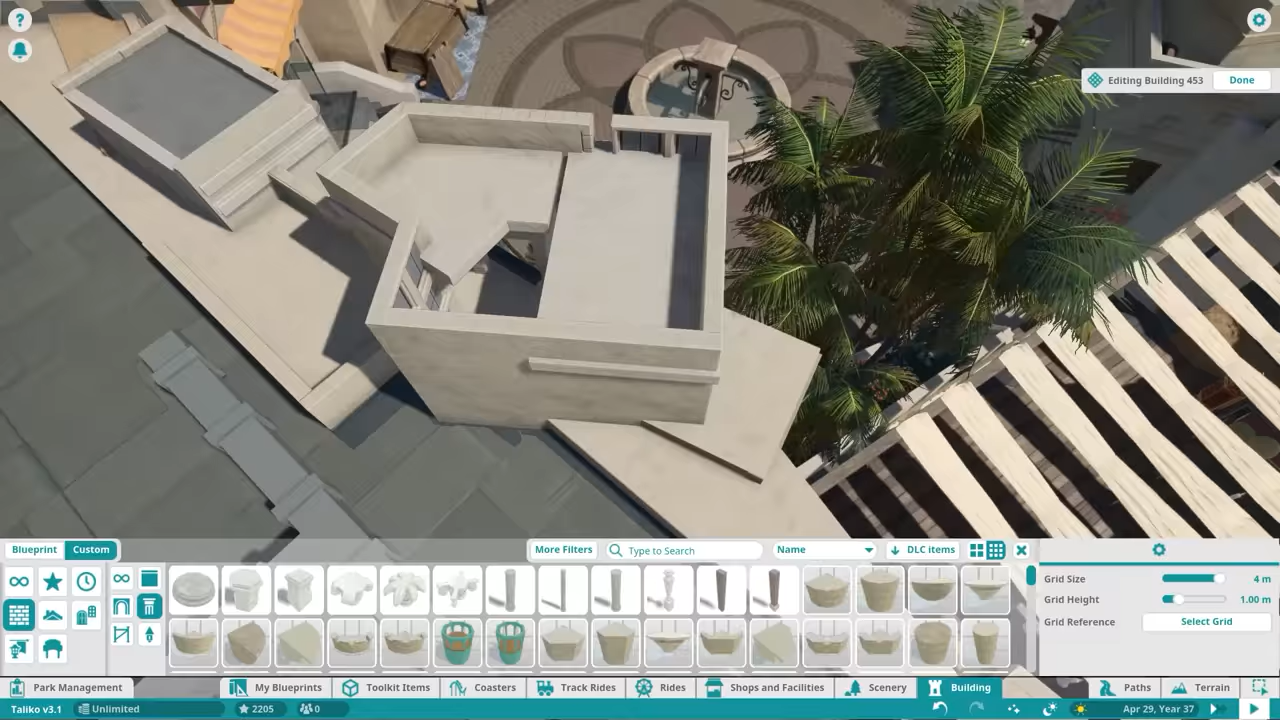 ?
Editing Building 453
Done
Blueprint
Custom
More Filters
Type to Search
Name
DLC items
Grid Size
4 m
Grid Height
1.00 m
Grid Reference
Select Grid
Park Management
My Blueprints
Toolkit Items
Coasters
Track Rides
Rides
Shops and Facilities
Scenery
Building
Paths
Terrain
Taliko v3.1
Unlimited
2205
0
Apr 29, Year 37